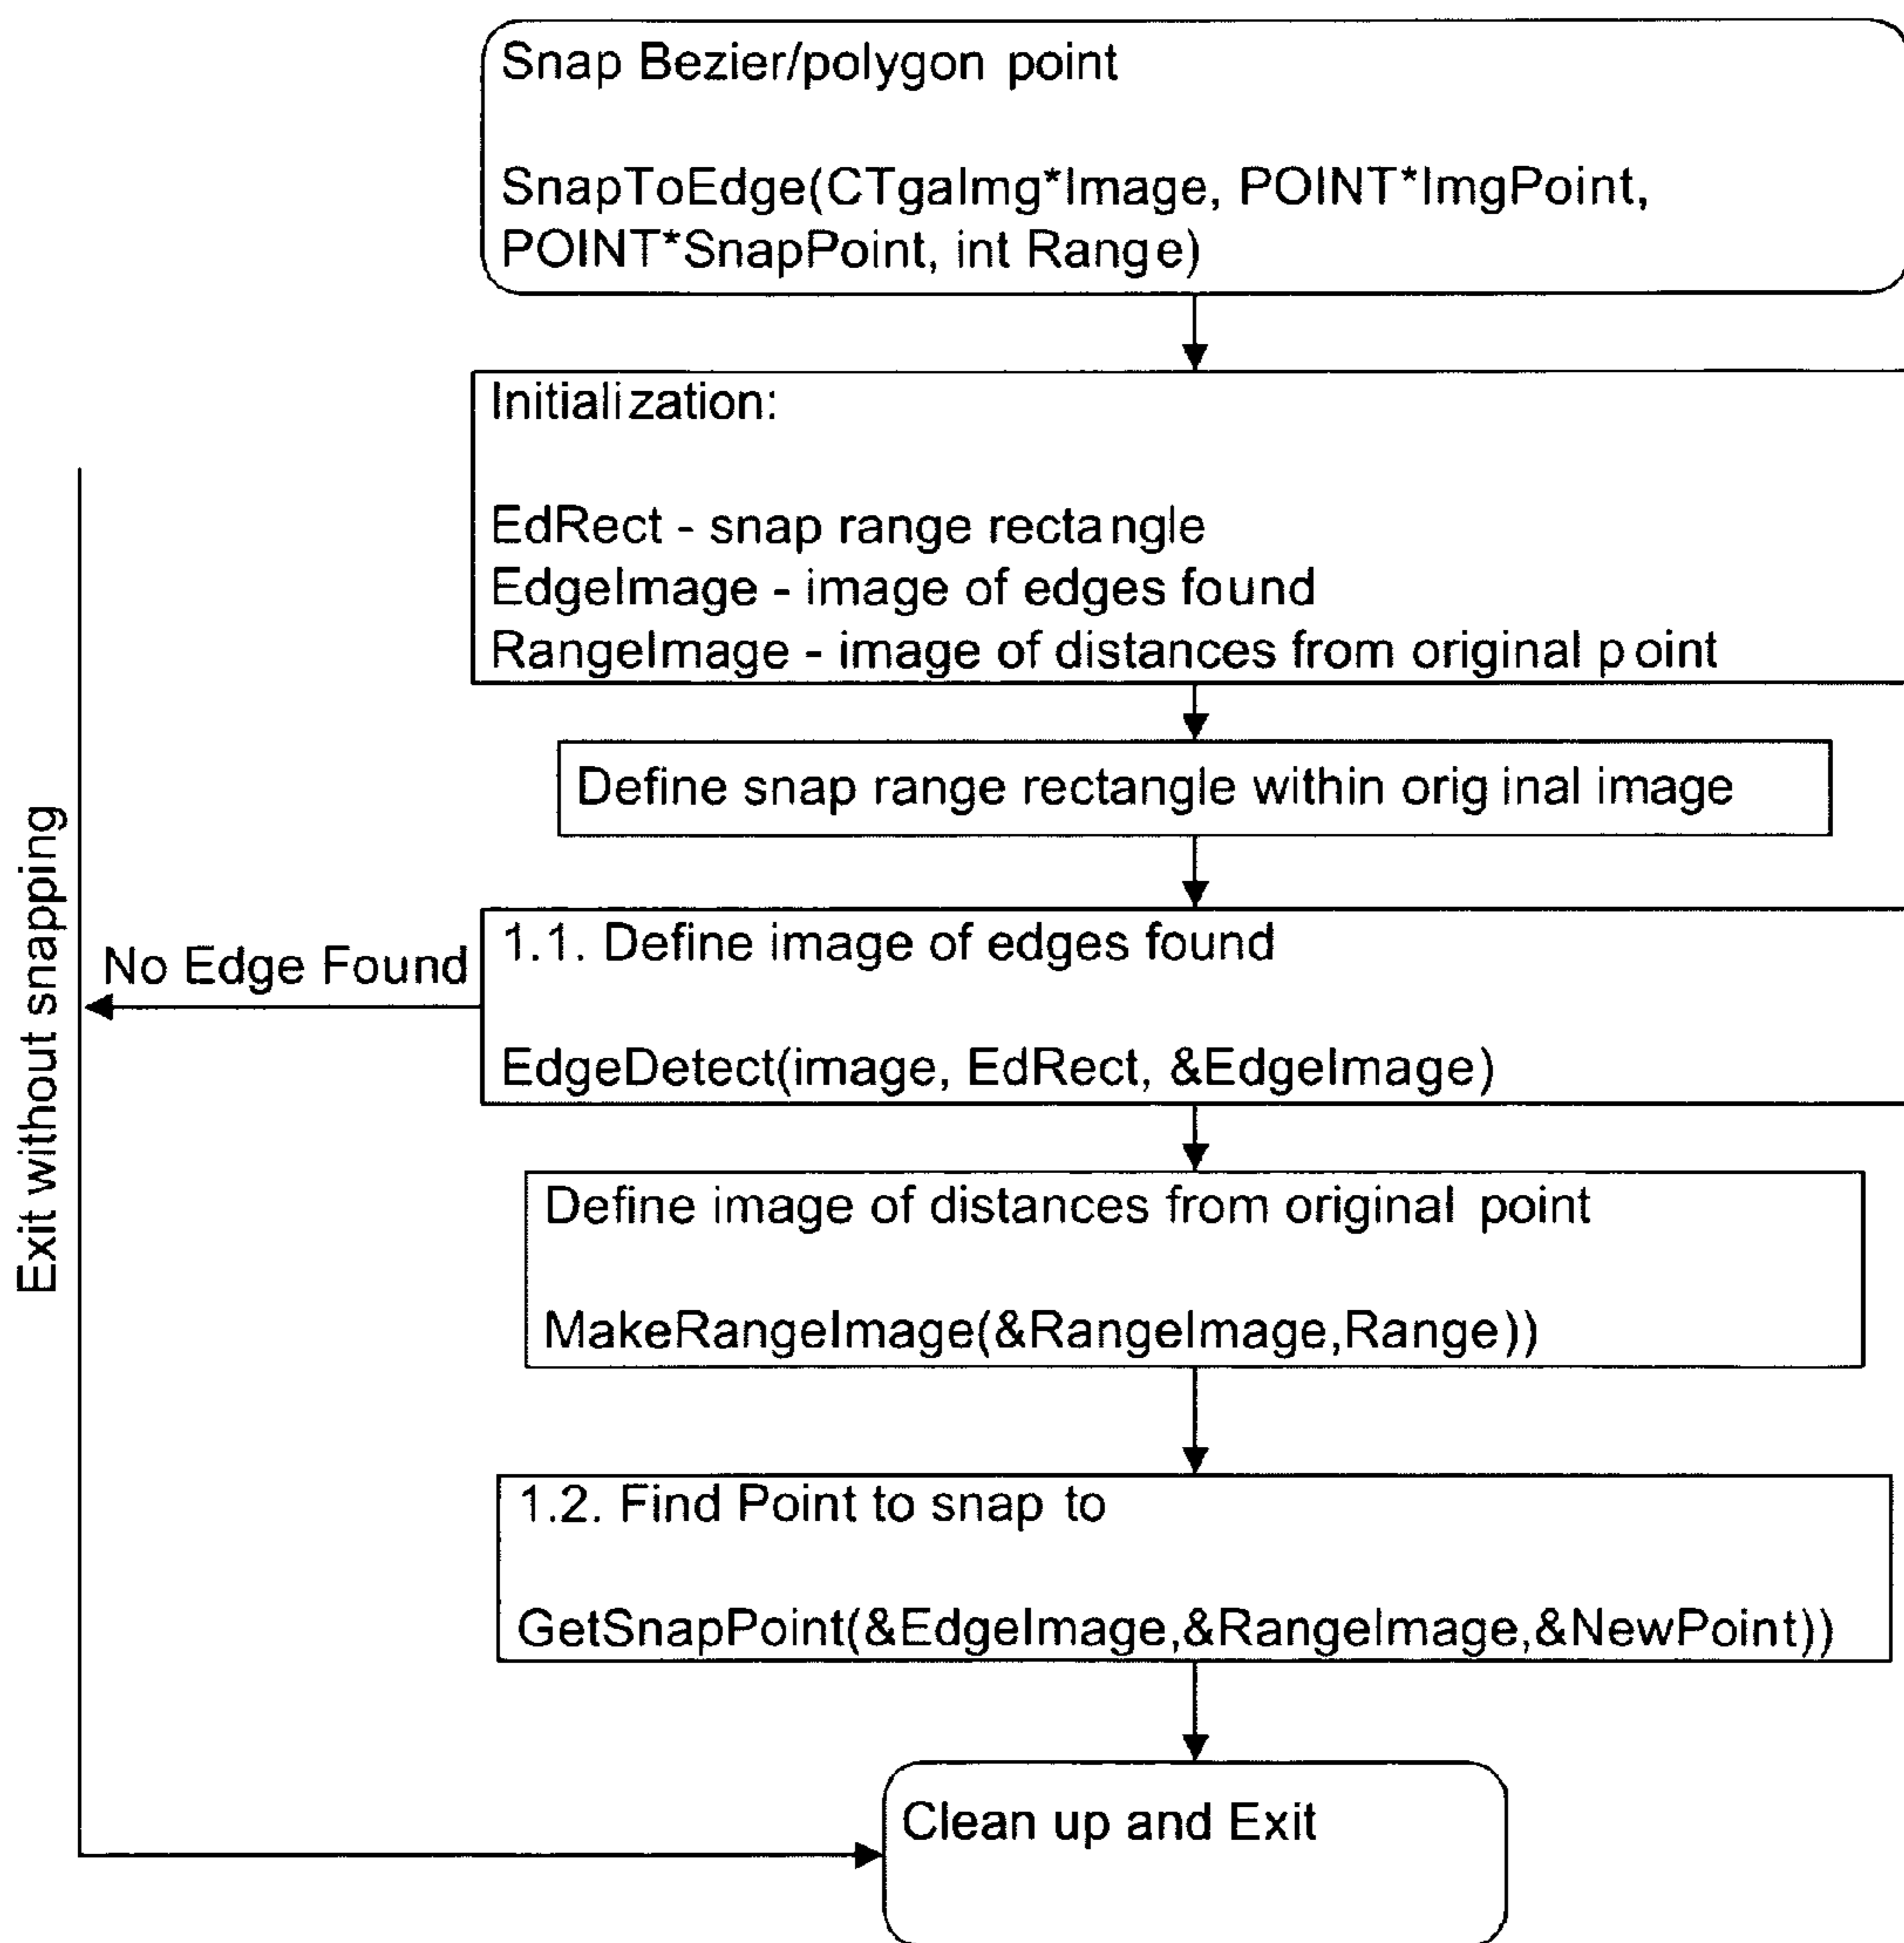 Snap Bezier/polygon point
SnapToEdge(CTgaImg*Image, POINT*ImgPoint,
POINT*SnapPoint, int Range)
Initialization:
EdRect - snap range rectangle
EdgeImage - image of edges found
RangeImage - image of distances from original point
Define snap range rectangle within original image
Exit without snapping
No Edge Found
1.1. Define image of edges found
EdgeDetect(image, EdRect, &EdgeImage)
Define image of distances from original point
MakeRangeImage(&RangeImage,Range))
1.2. Find Point to snap to
GetSnapPoint(&EdgeImage,&RangeImage,&NewPoint))
Clean up and Exit